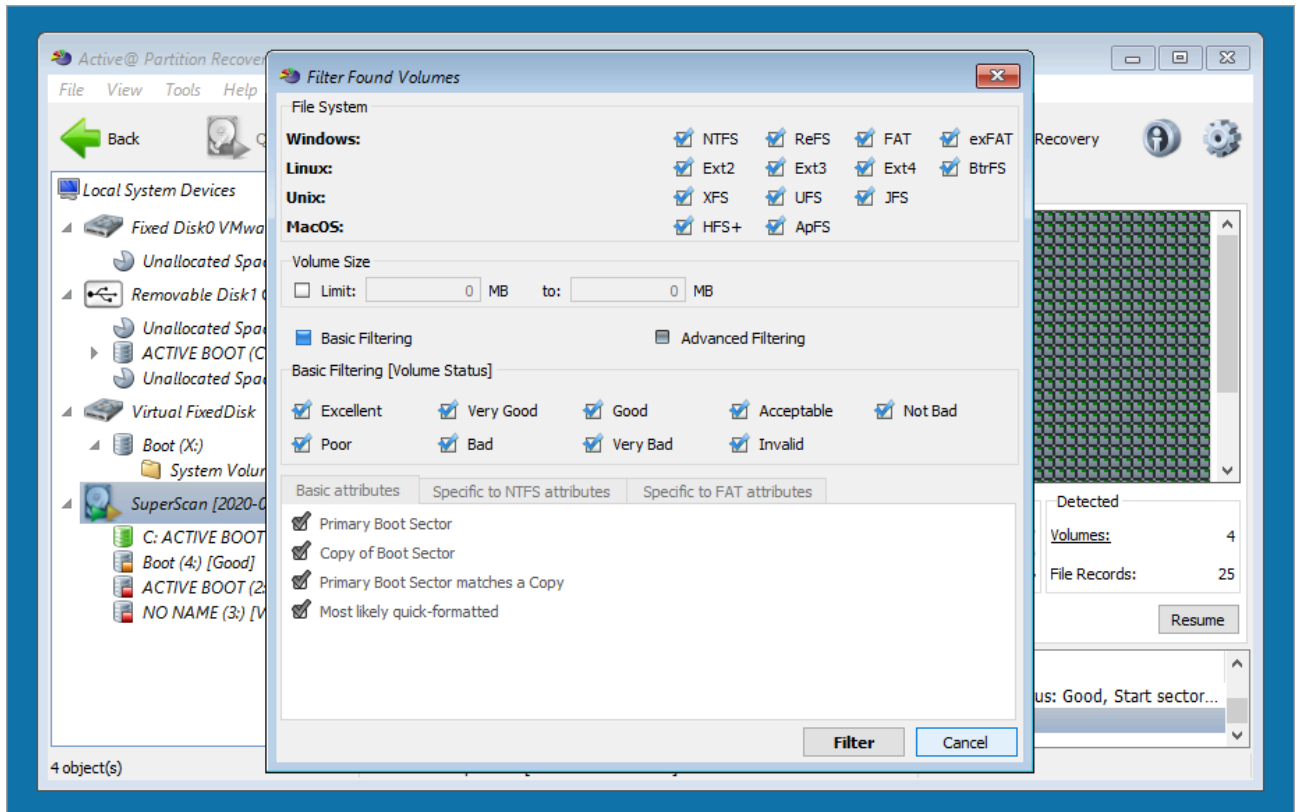 Active@ Partition Recover
File View Tools Help
Back
Recovery
Local System Devices
Fixed Disk0 VMwa
Unallocated Spa
Removable Disk1
Unallocated Spa
ACTIVE BOOT (C
Unallocated Spa
Virtual FixedDisk
Boot (X:)
System Volu
SuperScan [2020-0
C: ACTIVE BOOT
Boot (4:) [Good]
ACTIVE BOOT (2:
NO NAME (3:) [V
4 object(s)
Filter Found Volumes
File System
Windows: NTFS ReFS FAT exFAT
Linux: Ext2 Ext3 Ext4 BtrFS
Unix: XFS UFS JFS
MacOS: HFS+ ApFS
Volume Size
Limit: 0 MB to: 0 MB
Basic Filtering Advanced Filtering
Basic Filtering [Volume Status]
Excellent Very Good Good Acceptable Not Bad
Poor Bad Very Bad Invalid
Basic attributes Specific to NTFS attributes Specific to FAT attributes
Primary Boot Sector
Copy of Boot Sector
Primary Boot Sector matches a Copy
Most likely quick-formatted
Filter Cancel
Detected
Volumes: 4
File Records: 25
Resume
us: Good, Start sector...